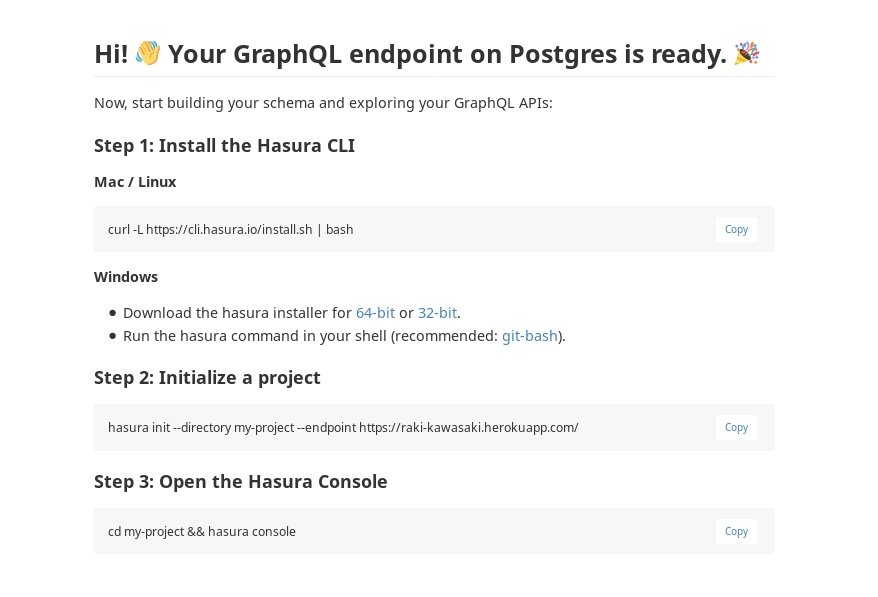 Hi! 👋 Your GraphQL endpoint on Postgres is ready. 🎉
Now, start building your schema and exploring your GraphQL APIs:
Step 1: Install the Hasura CLI
Mac / Linux
curl -L https://cli.hasura.io/install.sh | bash Copy
Windows
● Download the hasura installer for 64-bit or 32-bit.
● Run the hasura command in your shell (recommended: git-bash).
Step 2: Initialize a project
hasura init --directory my-project --endpoint https://raki-kawasaki.herokuapp.com/ Copy
Step 3: Open the Hasura Console
cd my-project && hasura console Copy